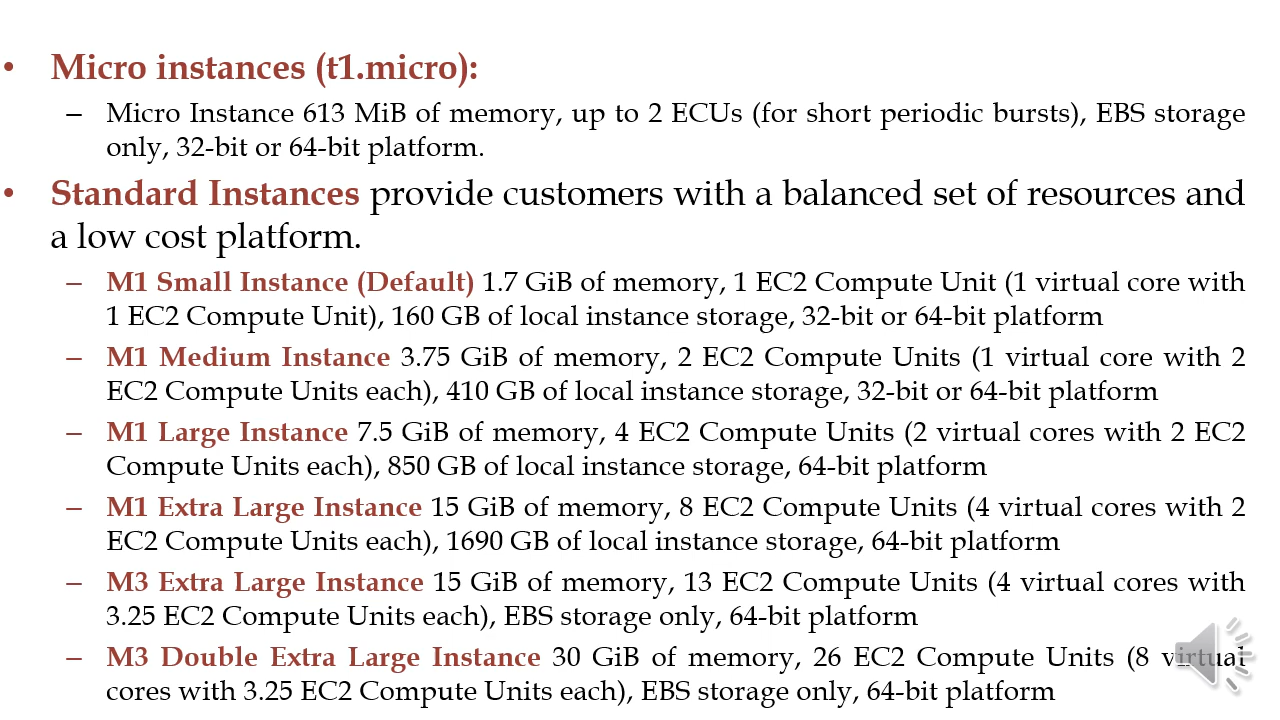 • Micro instances (t1.micro):
– Micro Instance 613 MiB of memory, up to 2 ECUs (for short periodic bursts), EBS storage
only, 32-bit or 64-bit platform.
• Standard Instances provide customers with a balanced set of resources and
a low cost platform.
– M1 Small Instance (Default) 1.7 GiB of memory, 1 EC2 Compute Unit (1 virtual core with
1 EC2 Compute Unit), 160 GB of local instance storage, 32-bit or 64-bit platform
– M1 Medium Instance 3.75 GiB of memory, 2 EC2 Compute Units (1 virtual core with 2
EC2 Compute Units each), 410 GB of local instance storage, 32-bit or 64-bit platform
– M1 Large Instance 7.5 GiB of memory, 4 EC2 Compute Units (2 virtual cores with 2 EC2
Compute Units each), 850 GB of local instance storage, 64-bit platform
– M1 Extra Large Instance 15 GiB of memory, 8 EC2 Compute Units (4 virtual cores with 2
EC2 Compute Units each), 1690 GB of local instance storage, 64-bit platform
– M3 Extra Large Instance 15 GiB of memory, 13 EC2 Compute Units (4 virtual cores with
3.25 EC2 Compute Units each), EBS storage only, 64-bit platform
– M3 Double Extra Large Instance 30 GiB of memory, 26 EC2 Compute Units (8 virtual
cores with 3.25 EC2 Compute Units each), EBS storage only, 64-bit platform